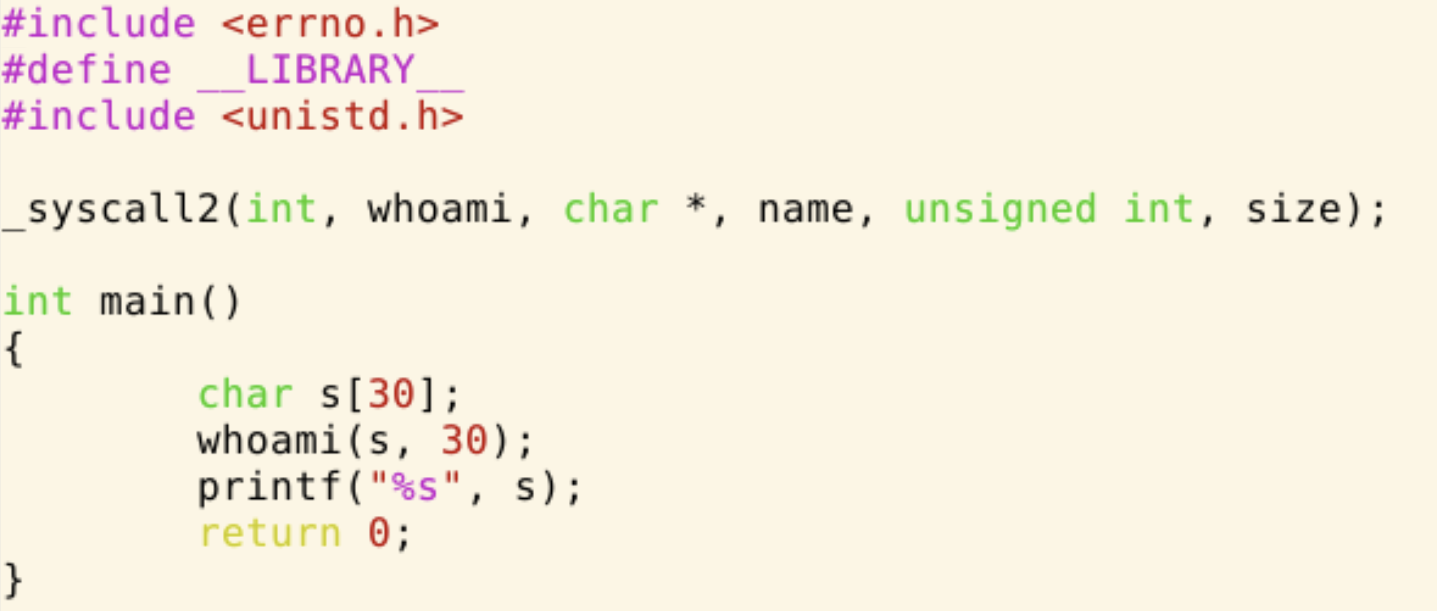 #include <errno.h>
#define __LIBRARY__
#include <unistd.h>
_syscall2(int, whoami, char *, name, unsigned int, size);
int main()
{
        char s[30];
        whoami(s, 30);
        printf("%s", s);
        return 0;
}